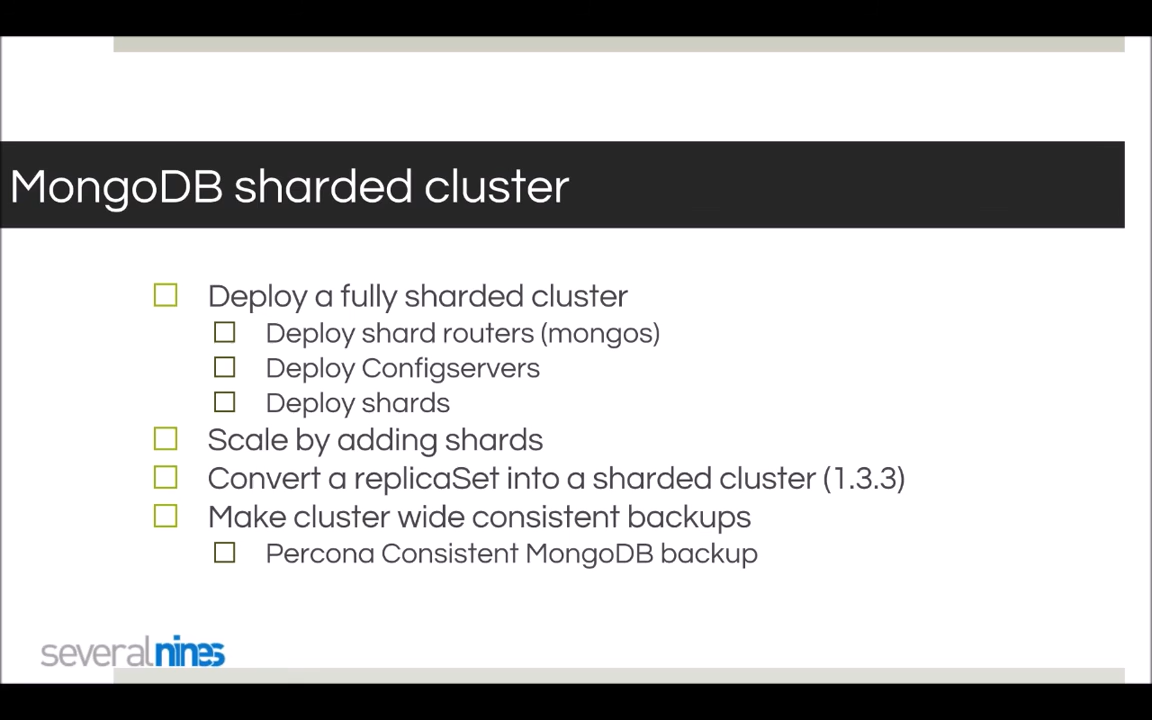 MongoDB sharded cluster
Deploy a fully sharded cluster
Deploy shard routers (mongos)
Deploy Configservers
Deploy shards
Scale by adding shards
Convert a replicaSet into a sharded cluster (1.3.3)
Make cluster wide consistent backups
Percona Consistent MongoDB backup
severalnines